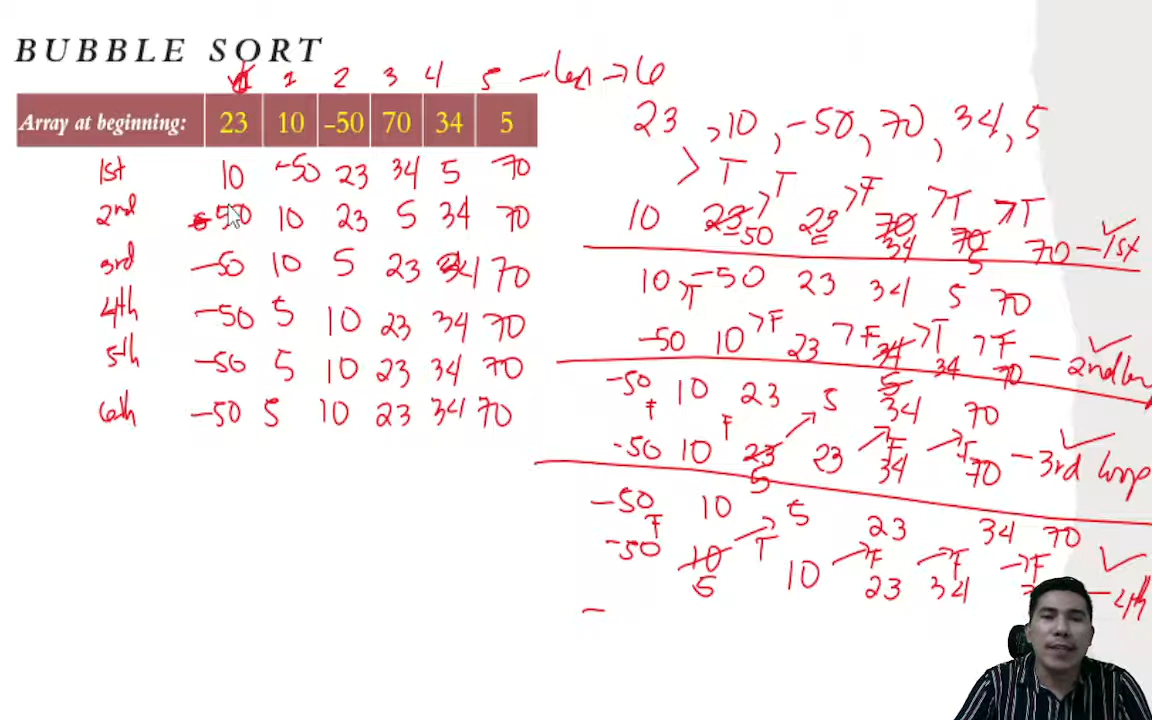 BUBBLE SORT
1 2 3 4 5 - len → 6
Array at beginning: 23 10 -50 70 34 5
1st 10 -50 23 34 5 70
2nd -50 10 23 5 34 70
3rd -50 10 5 23 34 70
4th -50 5 10 23 34 70
5th -50 5 10 23 34 70
6th -50 5 10 23 34 70
23, 10, -50, 70, 34, 5
> T T > F > T > T
10 23 23 70 70
-50 34 5 70 - 1st
10 > T -50 23 34 5 70
-50 10 > F 23 > F 34 > T 34 > F 70 - 2nd
5
-50 10 23 5 34 70
F F F F
-50 10 23 23 34 70 - 3rd loop
5
-50 10 5 23 34 70
F T F F F
-50 10 10 23 34 - 4th
5
-